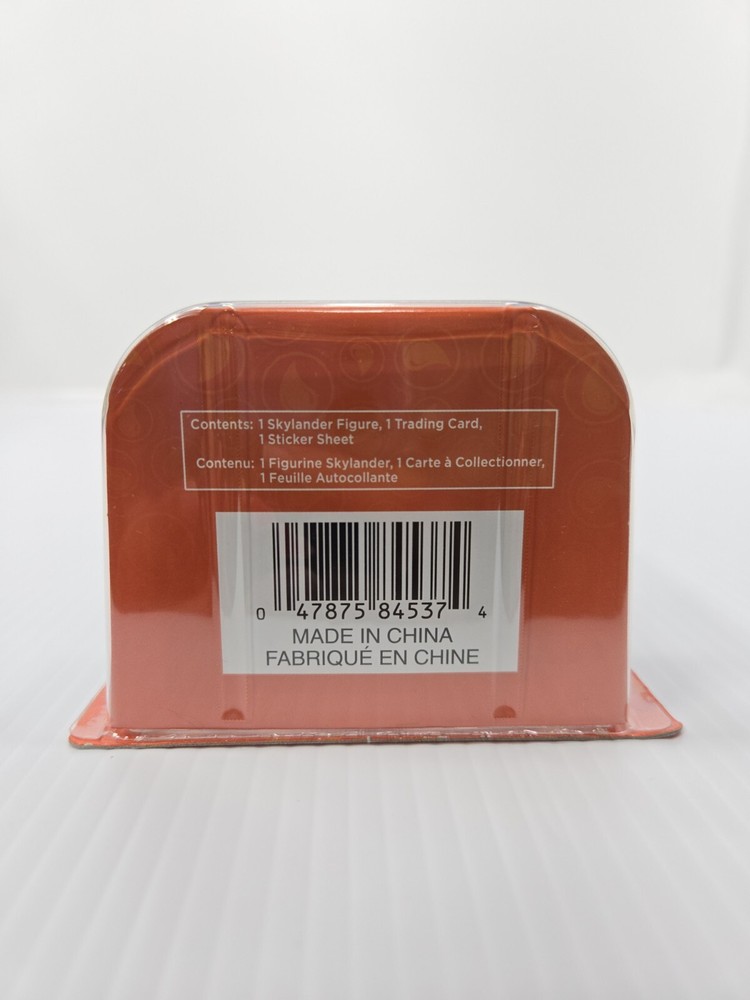 Contents: 1 Skylander Figure, 1 Trading Card,
1 Sticker Sheet
Contenu: 1 Figurine Skylander, 1 Carte à Collectionner,
1 Feuille Autocollante
0 47875 84537 4
MADE IN CHINA
FABRIQUÉ EN CHINE